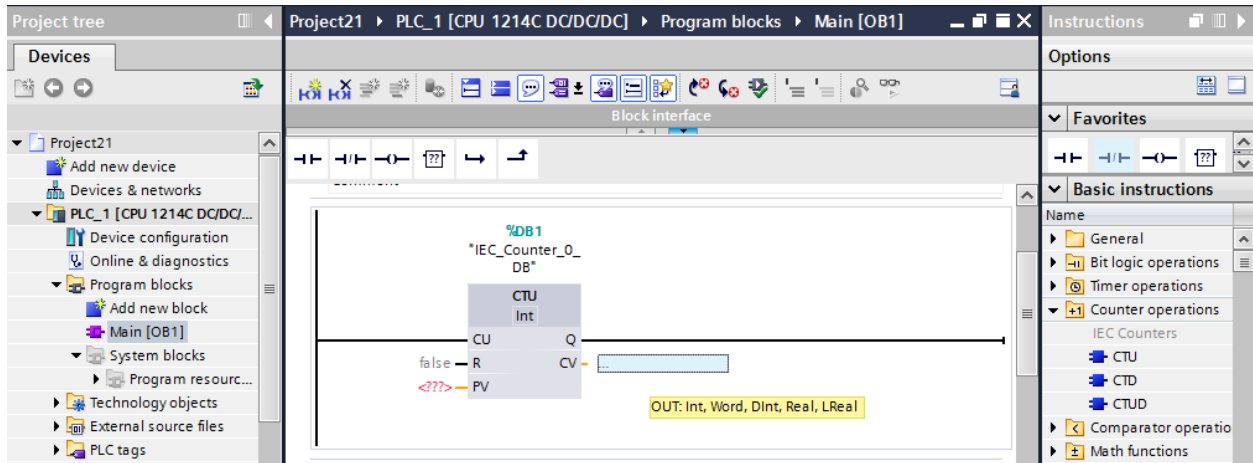 Project tree
Devices
Project21
Add new device
Devices & networks
PLC_1 [CPU 1214C DC/DC/...
Device configuration
Online & diagnostics
Program blocks
Add new block
Main [OB1]
System blocks
Program resourc...
Technology objects
External source files
PLC tags
Project21 ▸ PLC_1 [CPU 1214C DC/DC/DC] ▸ Program blocks ▸ Main [OB1]
Block interface
??
%DB1
"IEC_Counter_0_
DB"
CTU
Int
CU Q
false R CV ...
<???> PV
OUT: Int, Word, DInt, Real, LReal
Instructions
Options
Favorites
??
Basic instructions
Name
General
Bit logic operations
Timer operations
Counter operations
IEC Counters
CTU
CTD
CTUD
Comparator operatio
Math functions